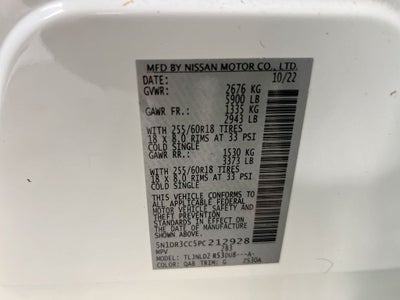 MFD BY NISSAN MOTOR CO., LTD.
DATE: 10/22
GVWR: 2676 KG
5900 LB
GAWR FR.: 1335 KG
2943 LB
WITH 255/60R18 TIRES
18 x 8.0 RIMS AT 33 PSI
COLD SINGLE
GAWR RR.: 1530 KG
3373 LB
WITH 255/60R18 TIRES
18 x 8.0 RIMS AT 33 PSI
COLD SINGLE
THIS VEHICLE CONFORMS TO
ALL APPLICABLE FEDERAL
MOTOR VEHICLE SAFETY AND
THEFT PREVENTION
STANDARDS IN EFFECT ON
THE DATE OF MANUFACTURE
SHOWN ABOVE.
5N1DR3CC5PC212928
MPV 783
MODEL: TLJNLDZ R53DU8---A-
COLOR: QAB TRIM: G